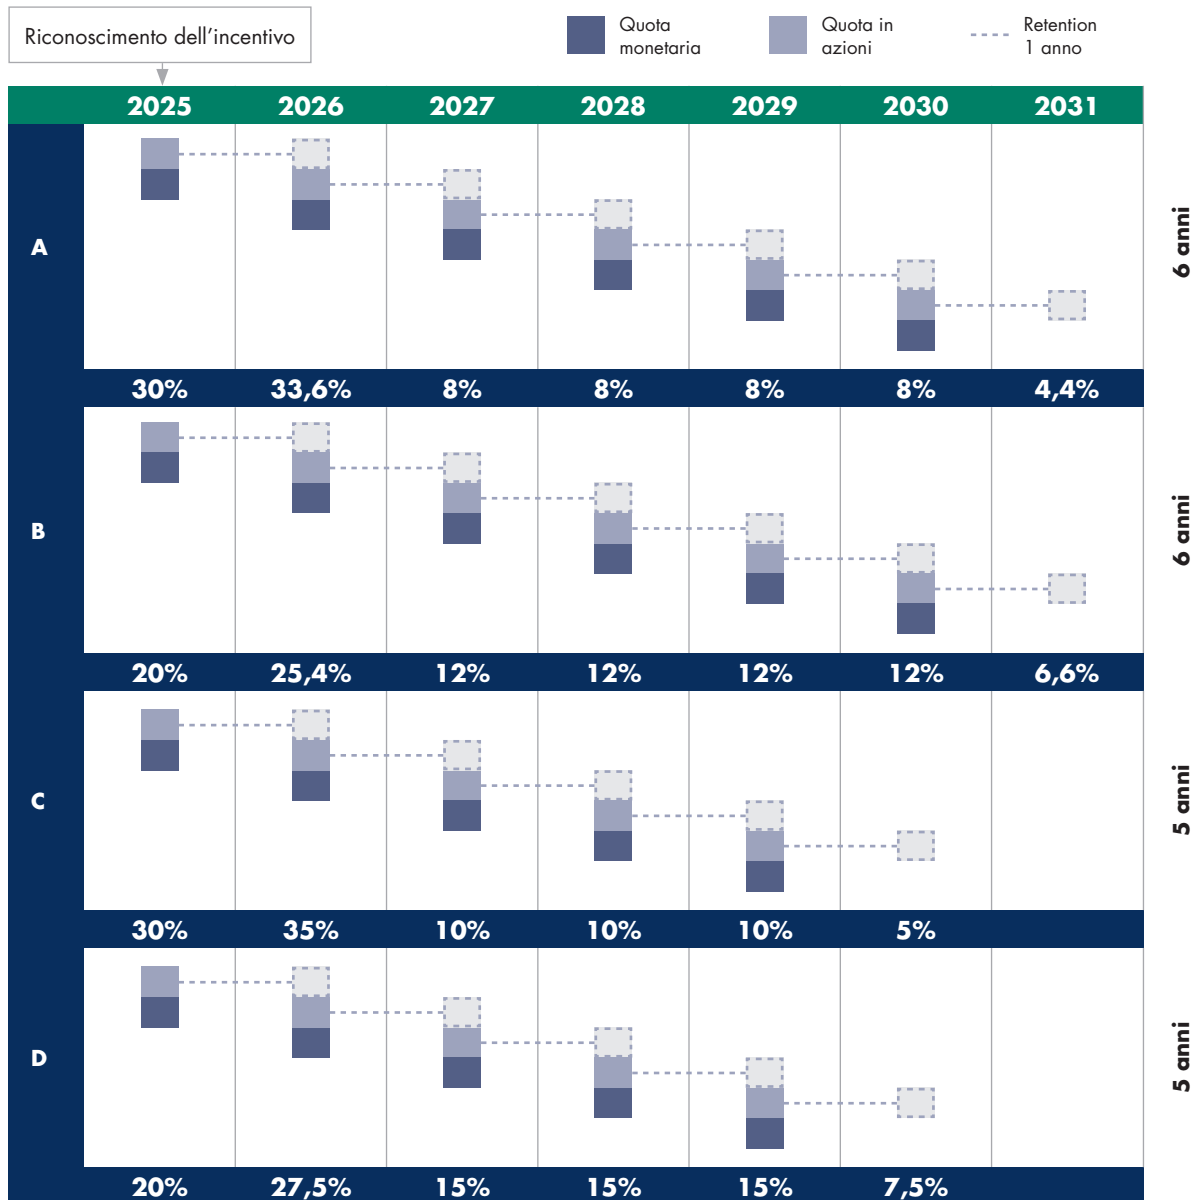 Riconoscimento dell'incentivo
Quota
monetaria
Quota in
azioni
Retention
1 anno
2025 2026 2027 2028 2029 2030 2031
A
6 anni
30% 33,6% 8% 8% 8% 8% 4,4%
B
6 anni
20% 25,4% 12% 12% 12% 12% 6,6%
C
5 anni
30% 35% 10% 10% 10% 5%
D
5 anni
20% 27,5% 15% 15% 15% 7,5%